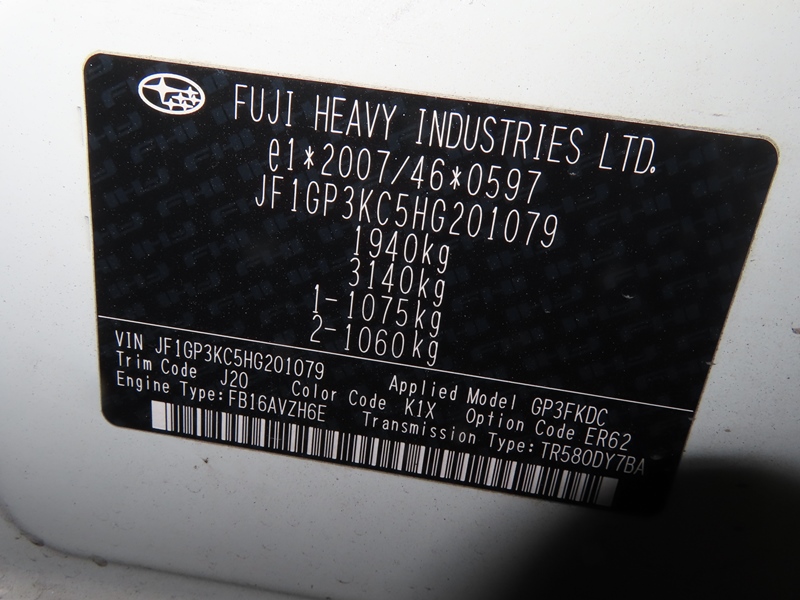 FUJI HEAVY INDUSTRIES LTD.
e1*2007/46*0597
JF1GP3KC5HG201079
1940kg
3140kg
1-1075kg
2-1060kg
VIN JF1GP3KC5HG201079 Applied Model GP3FKDC
Trim Code J20 Color Code K1X Option Code ER62
Engine Type:FB16AVZH6E Transmission Type:TR580DY7BA